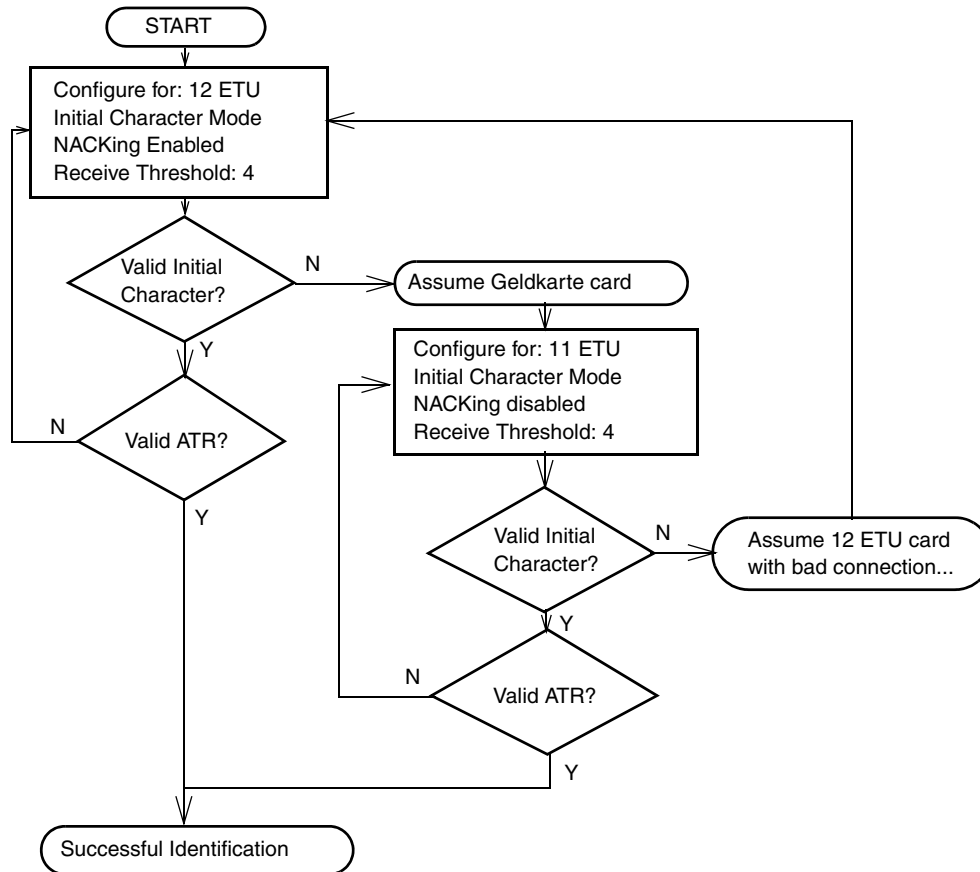 START
Configure for: 12 ETU
Initial Character Mode
NACKing Enabled
Receive Threshold: 4
Valid Initial
Character?
N
Assume Geldkarte card
Y
Configure for: 11 ETU
Initial Character Mode
NACKing disabled
Receive Threshold: 4
N
Valid ATR?
Y
Valid Initial
Character?
N
Assume 12 ETU card
with bad connection...
Y
N
Valid ATR?
Y
Successful Identification